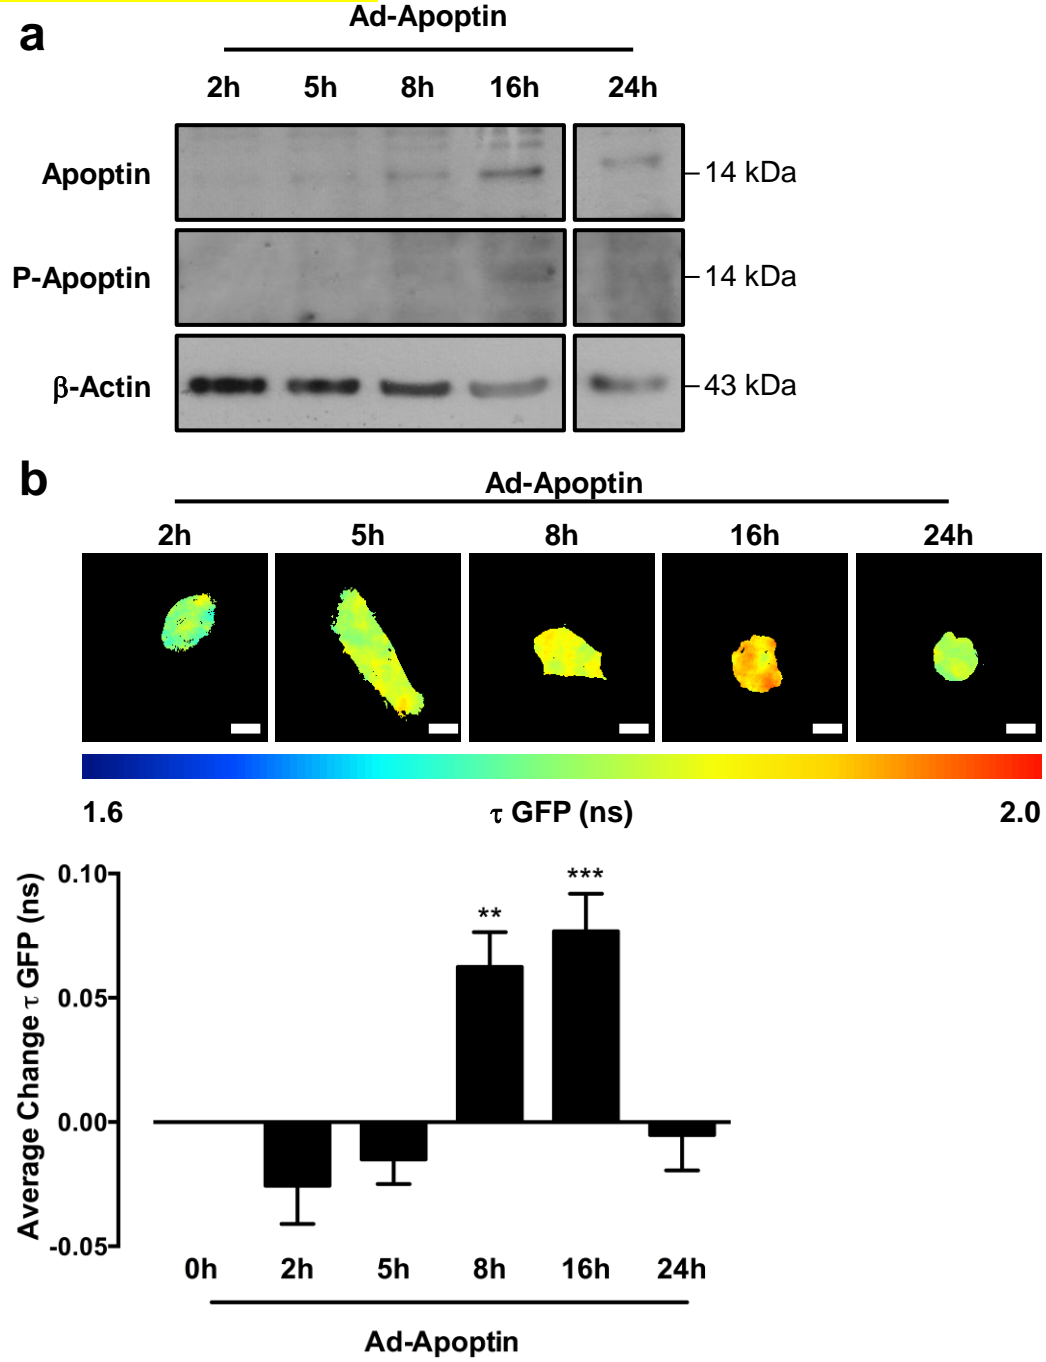 a
Ad-Apoptin
2h 5h 8h 16h 24h
Apoptin 14 kDa
P-Apoptin 14 kDa
β-Actin 43 kDa
b
Ad-Apoptin
2h 5h 8h 16h 24h
1.6 τ GFP (ns) 2.0
Average Change τ GFP (ns)
0.10
0.05
0.00
-0.05
** ***
0h 2h 5h 8h 16h 24h
Ad-Apoptin